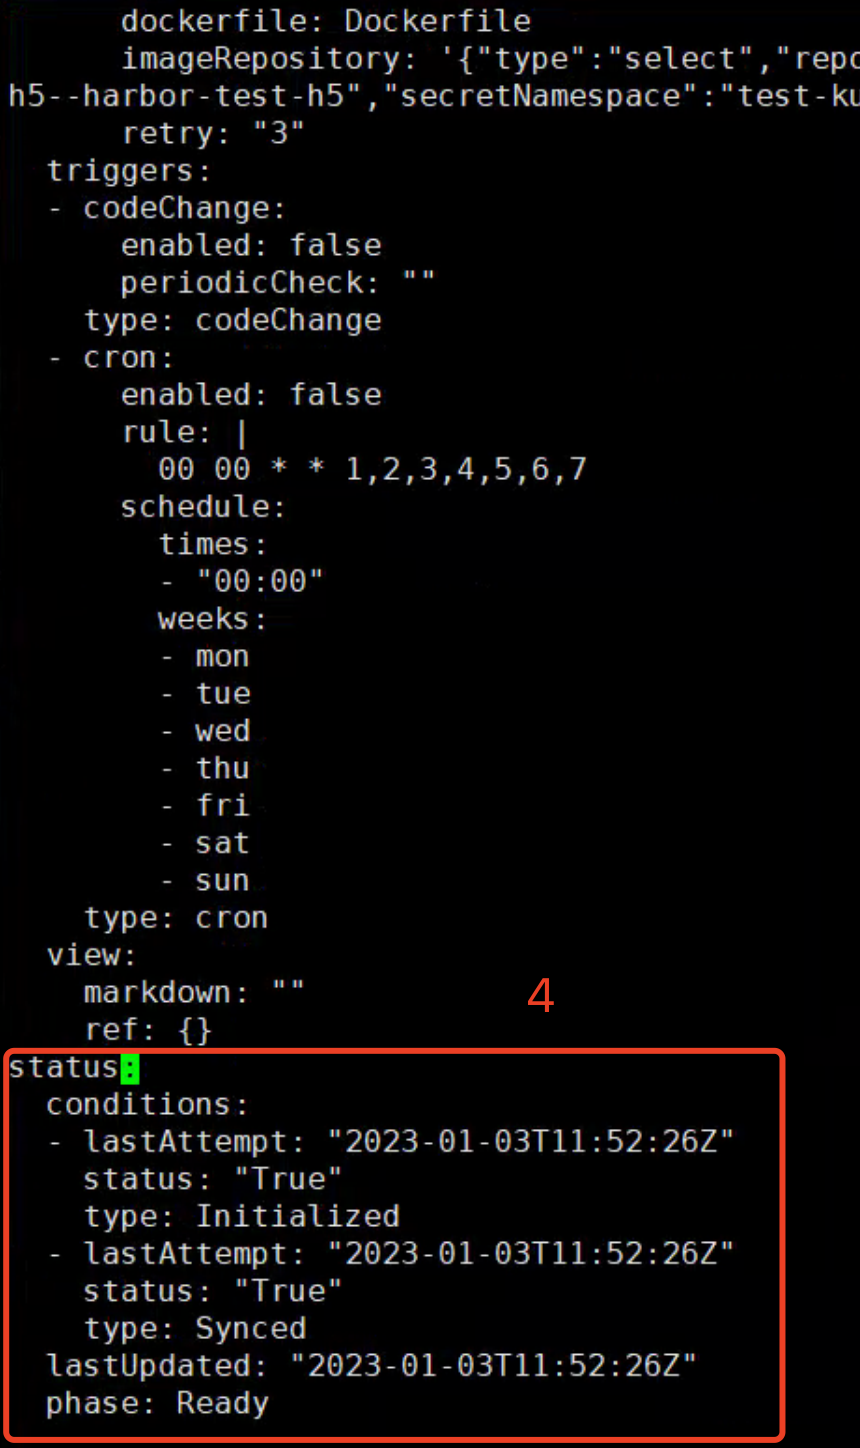 dockerfile: Dockerfile
imageRepository: '{"type":"select","repo
h5--harbor-test-h5","secretNamespace":"test-ku
retry: "3"
triggers:
- codeChange:
enabled: false
periodicCheck: ""
type: codeChange
- cron:
enabled: false
rule: |
00 00 * * 1,2,3,4,5,6,7
schedule:
times:
- "00:00"
weeks:
- mon
- tue
- wed
- thu
- fri
- sat
- sun
type: cron
view:
markdown: ""
ref: {}
4
status:
conditions:
- lastAttempt: "2023-01-03T11:52:26Z"
status: "True"
type: Initialized
- lastAttempt: "2023-01-03T11:52:26Z"
status: "True"
type: Synced
lastUpdated: "2023-01-03T11:52:26Z"
phase: Ready